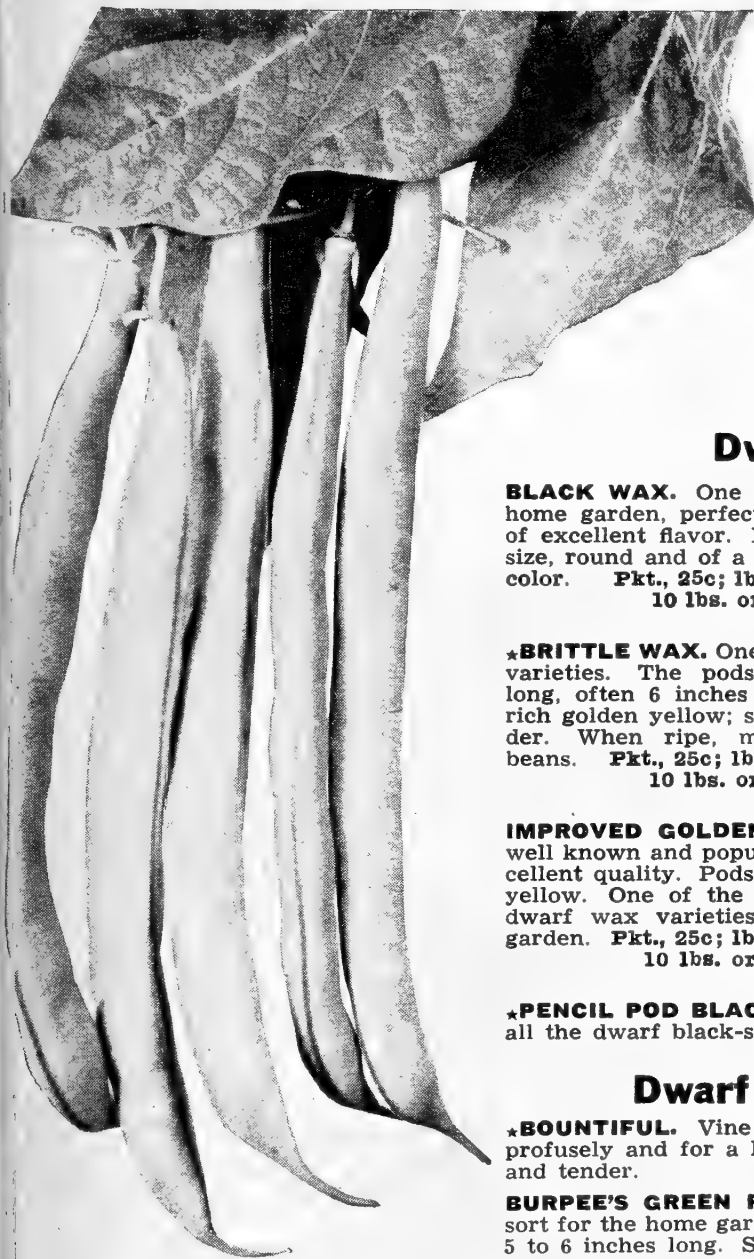 BLACK WAX. One
home garden, perfec
of excellent flavor.
size, round and of a
color. Pkt., 25c; lb
10 lbs. o
★BRITTLE WAX. One
varieties. The pods
long, often 6 inches
rich golden yellow; s
der. When ripe, m
beans. Pkt., 25c; lb
10 lbs. o
IMPROVED GOLDEN
well known and popu
cellent quality. Pods
yellow. One of the
dwarf wax varieties
garden. Pkt., 25c; lb
10 lbs. or
★PENCIL POD BLAC
all the dwarf black-s
Dwarf
★BOUNTIFUL. Vine
profusely and for a
and tender.
BURPEE'S GREEN
sort for the home gar
5 to 6 inches long. S